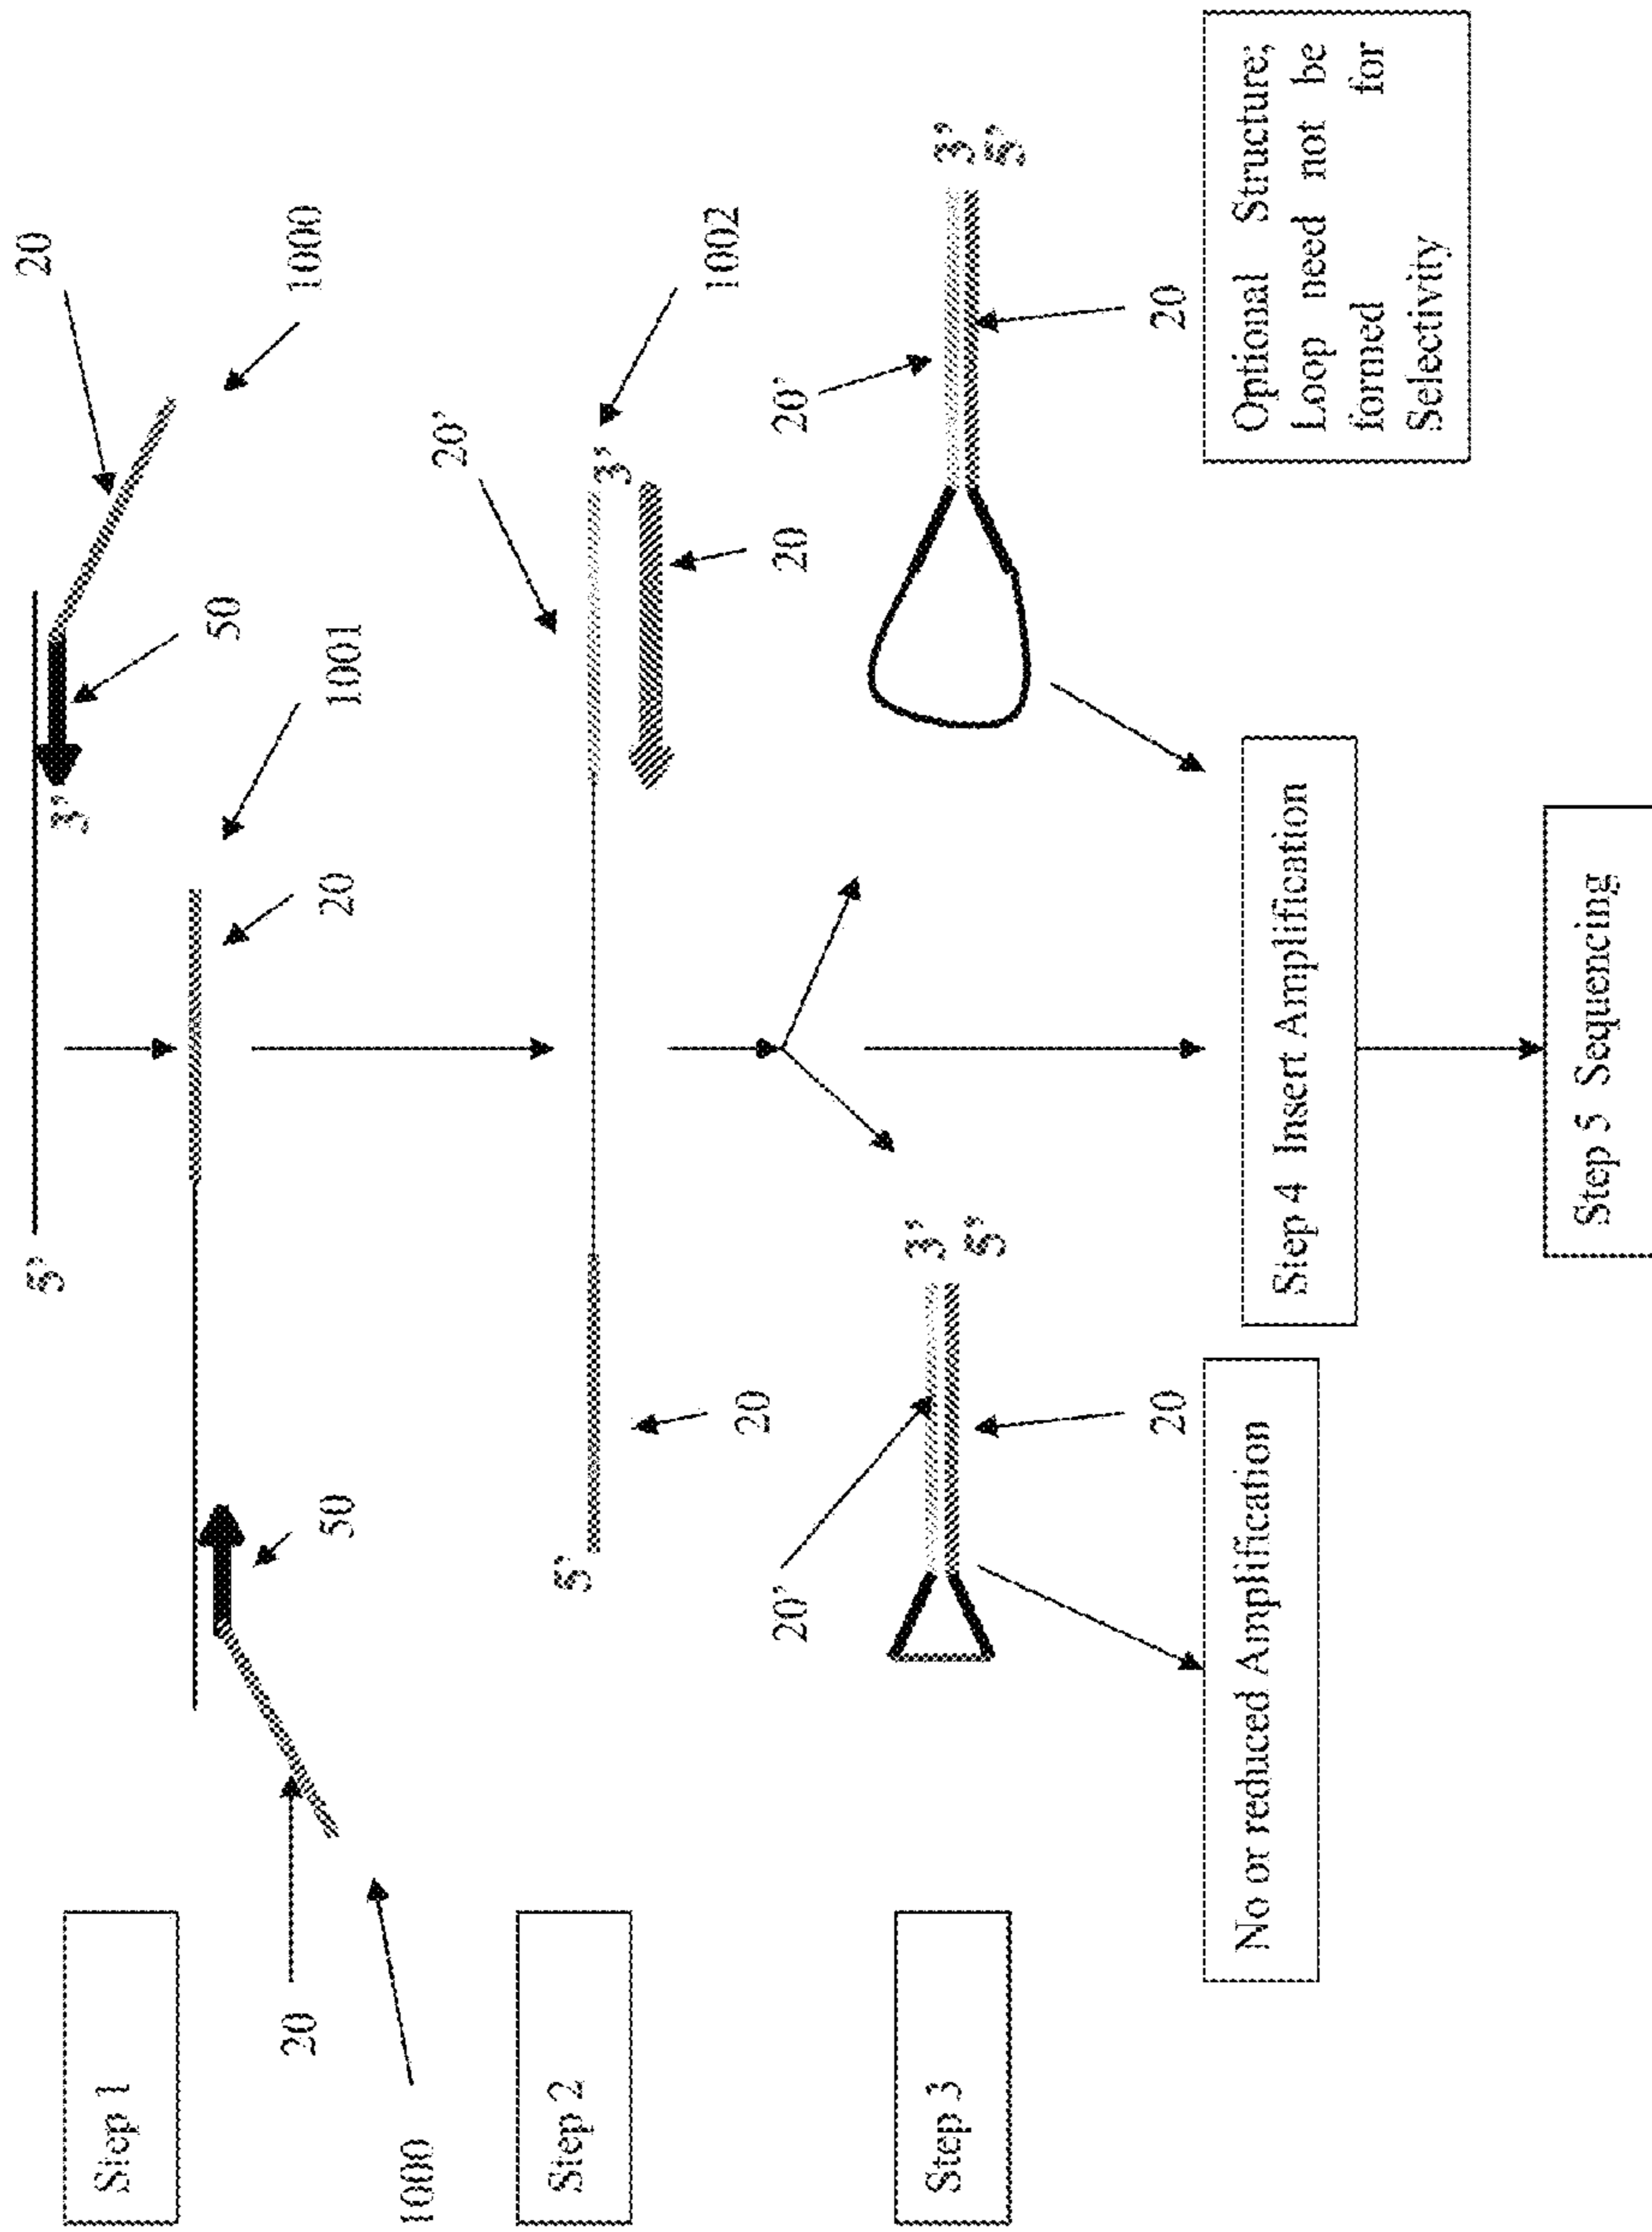 Step 1
5'
3'
50
20
1000
20
1001
50
20
1000
Step 2
20'
5'
3'
1002
20
20
Step 3
20'
3'
5'
20
20'
3'
5'
20
No or reduced Amplification
Step 4 Insert Amplification
Optional Structure;
Loop need not be
formed for
Selectivity
Step 5 Sequencing